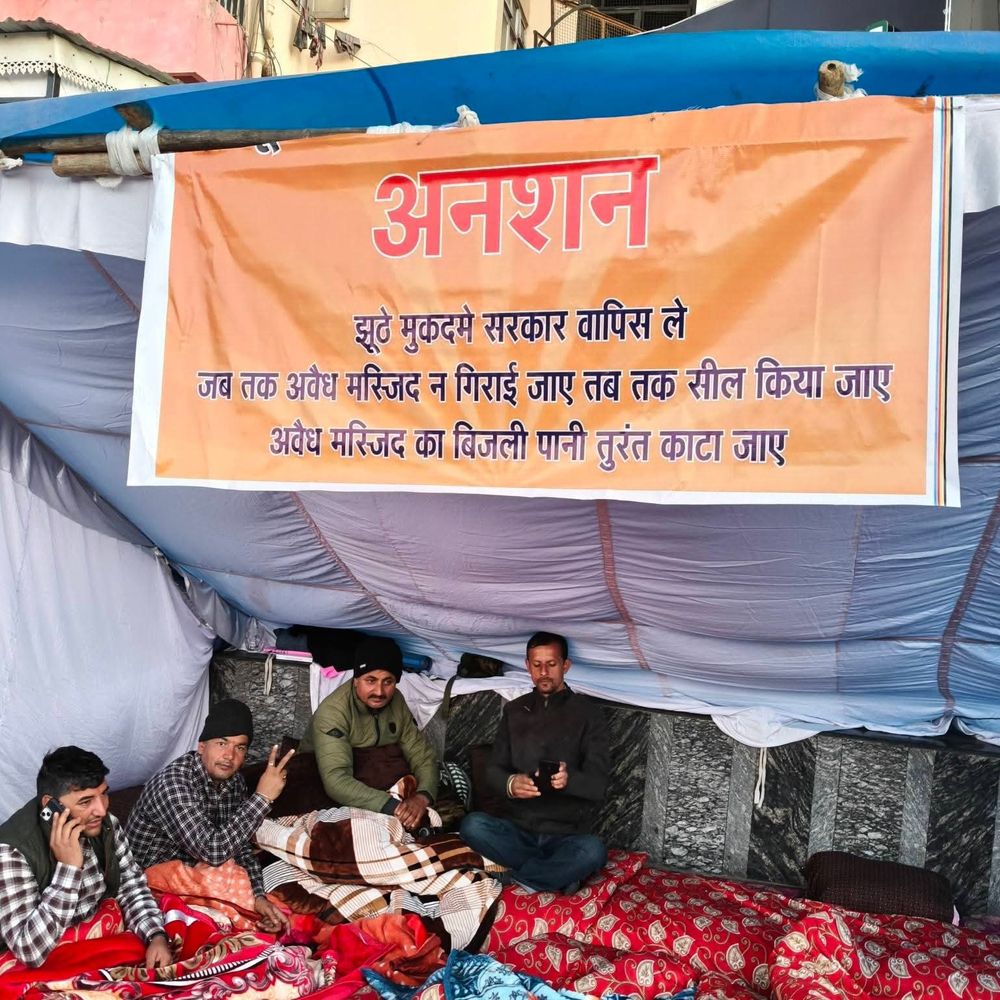 अनशन
झूठे मुकदमे सरकार वापिस ले
जब तक अवैध मस्जिद न गिराई जाए तब तक सील किया जाए
अवैध मस्जिद का बिजली पानी तुरंत काटा जाए